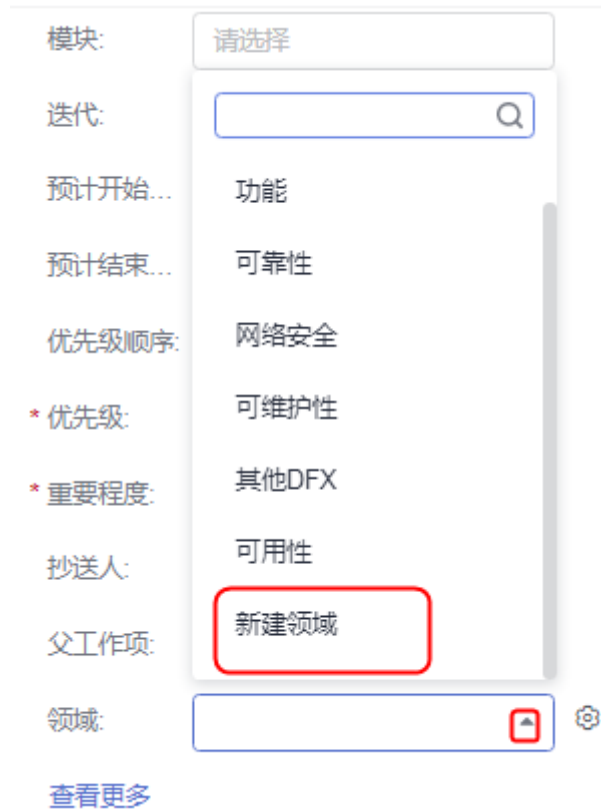 模块:
请选择
迭代:
预计开始...
功能
预计结束...
可靠性
优先级顺序:
网络安全
* 优先级:
可维护性
* 重要程度:
其他DFX
抄送人:
可用性
父工作项:
新建领域
领域:
查看更多